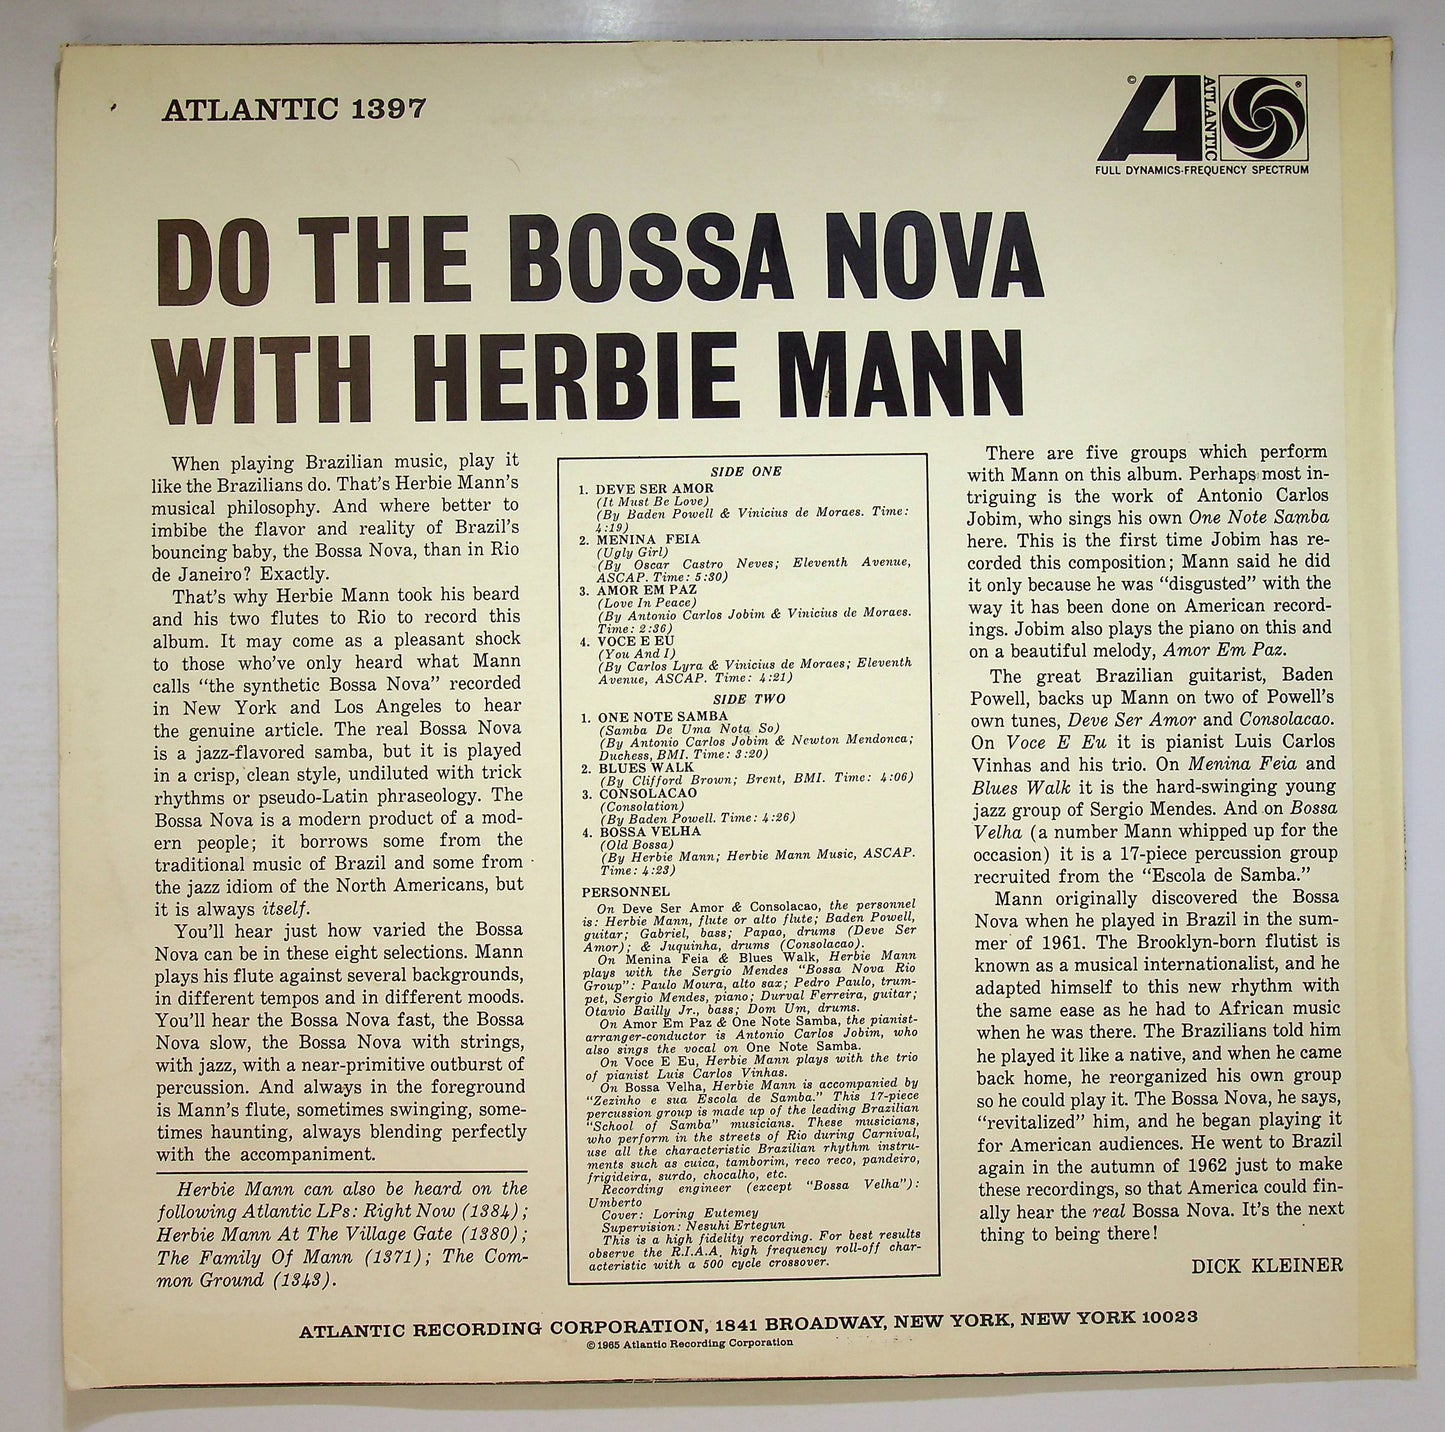 ATLANTIC 1397
©
ATLANTIC
®
FULL DYNAMICS-FREQUENCY SPECTRUM
DO THE BOSSA NOVA
WITH HERBIE MANN
When playing Brazilian music, play it
like the Brazilians do. That's Herbie Mann's
musical philosophy. And where better to
imbibe the flavor and reality of Brazil's
bouncing baby, the Bossa Nova, than in Rio
de Janeiro? Exactly.
That's why Herbie Mann took his beard
and his two flutes to Rio to record this
album. It may come as a pleasant shock
to those who've only heard what Mann
calls "the synthetic Bossa Nova" recorded
in New York and Los Angeles to hear
the genuine article. The real Bossa Nova
is a jazz-flavored samba, but it is played
in a crisp, clean style, undiluted with trick
rhythms or pseudo-Latin phraseology. The
Bossa Nova is a modern product of a mod-
ern people; it borrows some from the
traditional music of Brazil and some from
the jazz idiom of the North Americans, but
it is always itself.
You'll hear just how varied the Bossa
Nova can be in these eight selections. Mann
plays his flute against several backgrounds,
in different tempos and in different moods.
You'll hear the Bossa Nova fast, the Bossa
Nova slow, the Bossa Nova with strings,
with jazz, with a near-primitive outburst of
percussion. And always in the foreground
is Mann's flute, sometimes swinging, some-
times haunting, always blending perfectly
with the accompaniment.
Herbie Mann can also be heard on the
following Atlantic LPs: Right Now (1384);
Herbie Mann At The Village Gate (1380);
The Family Of Mann (1371); The Com-
mon Ground (1343).
SIDE ONE
1. DEVE SER AMOR
(It Must Be Love)
(By Baden Powell & Vinicius de Moraes. Time:
4:19)
2. MENINA FEIA
(Ugly Girl)
(By Oscar Castro Neves; Eleventh Avenue,
ASCAP. Time: 5:30)
3. AMOR EM PAZ
(Love In Peace)
(By Antonio Carlos Jobim & Vinicius de Moraes.
Time: 2:36)
4. VOCE E EU
(You And I)
(By Carlos Lyra & Vinicius de Moraes; Eleventh
Avenue, ASCAP. Time: 4:21)
SIDE TWO
1. ONE NOTE SAMBA
(Samba De Uma Nota So)
(By Antonio Carlos Jobim & Newton Mendonca;
Duchess, BMI. Time: 3:20)
2. BLUES WALK
(By Clifford Brown; Brent, BMI. Time: 4:06)
3. CONSOLACAO
(Consolation)
(By Baden Powell. Time: 4:26)
4. BOSSA VELHA
(Old Bossa)
(By Herbie Mann; Herbie Mann Music, ASCAP.
Time: 4:23)
PERSONNEL
On Deve Ser Amor & Consolacao, the personnel
is: Herbie Mann, flute or alto flute; Baden Powell,
guitar; Gabriel, bass; Papao, drums (Deve Ser
Amor); & Juquinha, drums (Consolacao).
On Menina Feia & Blues Walk, Herbie Mann
plays with the Sergio Mendes "Bossa Nova Rio
Group": Paulo Moura, alto sax; Pedro Paulo, trum-
pet, Sergio Mendes, piano; Durval Ferreira, guitar;
Otavio Bailly Jr., bass; Dom Um, drums.
On Amor Em Paz & One Note Samba, the pianist-
arranger-conductor is Antonio Carlos Jobim, who
also sings the vocal on One Note Samba.
On Voce E Eu, Herbie Mann plays with the trio
of pianist Luis Carlos Vinhas.
On Bossa Velha, Herbie Mann is accompanied by
"Zezinho e sua Escola de Samba." This 17-piece
percussion group is made up of the leading Brazilian
"School of Samba" musicians. These musicians,
who perform in the streets of Rio during Carnival,
use all the characteristic Brazilian rhythm instru-
ments such as cuica, tamborim, reco reco, pandeiro,
frigideira, surdo, chocalho, etc.
Recording engineer (except "Bossa Velha"):
Umberto
Cover: Loring Eutemey
Supervision: Nesuhi Ertegun
This is a high fidelity recording. For best results
observe the R.I.A.A. high frequency roll-off char-
acteristic with a 500 cycle crossover.
There are five groups which perform
with Mann on this album. Perhaps most in-
triguing is the work of Antonio Carlos
Jobim, who sings his own One Note Samba
here. This is the first time Jobim has re-
corded this composition; Mann said he did
it only because he was "disgusted" with the
way it has been done on American record-
ings. Jobim also plays the piano on this and
on a beautiful melody, Amor Em Paz.
The great Brazilian guitarist, Baden
Powell, backs up Mann on two of Powell's
own tunes, Deve Ser Amor and Consolacao.
On Voce E Eu it is pianist Luis Carlos
Vinhas and his trio. On Menina Feia and
Blues Walk it is the hard-swinging young
jazz group of Sergio Mendes. And on Bossa
Velha (a number Mann whipped up for the
occasion) it is a 17-piece percussion group
recruited from the "Escola de Samba."
Mann originally discovered the Bossa
Nova when he played in Brazil in the sum-
mer of 1961. The Brooklyn-born flutist is
known as a musical internationalist, and he
adapted himself to this new rhythm with
the same ease as he had to African music
when he was there. The Brazilians told him
he played it like a native, and when he came
back home, he reorganized his own group
so he could play it. The Bossa Nova, he says,
"revitalized" him, and he began playing it
for American audiences. He went to Brazil
again in the autumn of 1962 just to make
these recordings, so that America could fin-
ally hear the real Bossa Nova. It's the next
thing to being there!
DICK KLEINER
ATLANTIC RECORDING CORPORATION, 1841 BROADWAY, NEW YORK, NEW YORK 10023
© 1965 Atlantic Recording Corporation